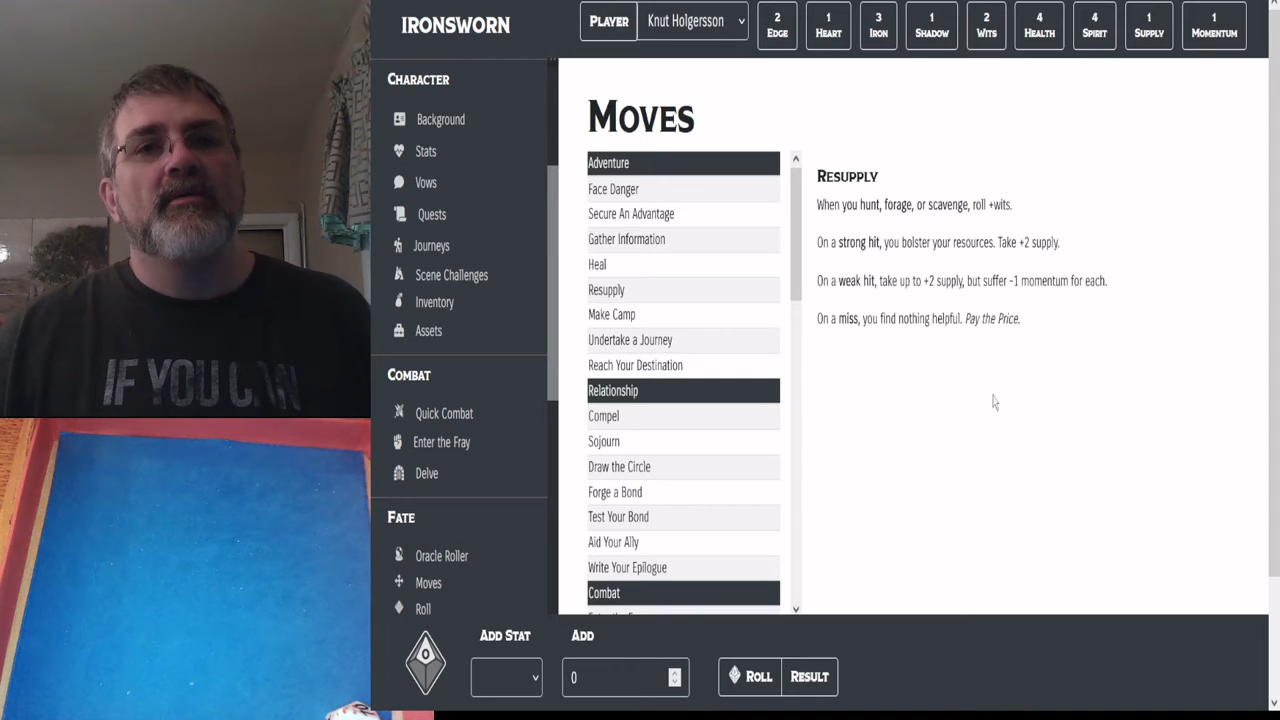 IRONSWORN
PLAYER
Knut Holgersson
2
EDGE
1
HEART
3
IRON
1
SHADOW
2
WITS
4
HEALTH
4
SPIRIT
1
SUPPLY
1
MOMENTUM
CHARACTER
Background
Stats
Vows
Quests
Journeys
Scene Challenges
Inventory
Assets
COMBAT
Quick Combat
Enter the Fray
Delve
FATE
Oracle Roller
Moves
Roll
MOVES
Adventure
Face Danger
Secure An Advantage
Gather Information
Heal
Resupply
Make Camp
Undertake a Journey
Reach Your Destination
Relationship
Compel
Sojourn
Draw the Circle
Forge a Bond
Test Your Bond
Aid Your Ally
Write Your Epilogue
Combat
RESUPPLY
When you hunt, forage, or scavenge, roll +wits.
On a strong hit, you bolster your resources. Take +2 supply.
On a weak hit, take up to +2 supply, but suffer -1 momentum for each.
On a miss, you find nothing helpful. Pay the Price.
0
ADD STAT
ADD
0
ROLL
RESULT
IF YOU C